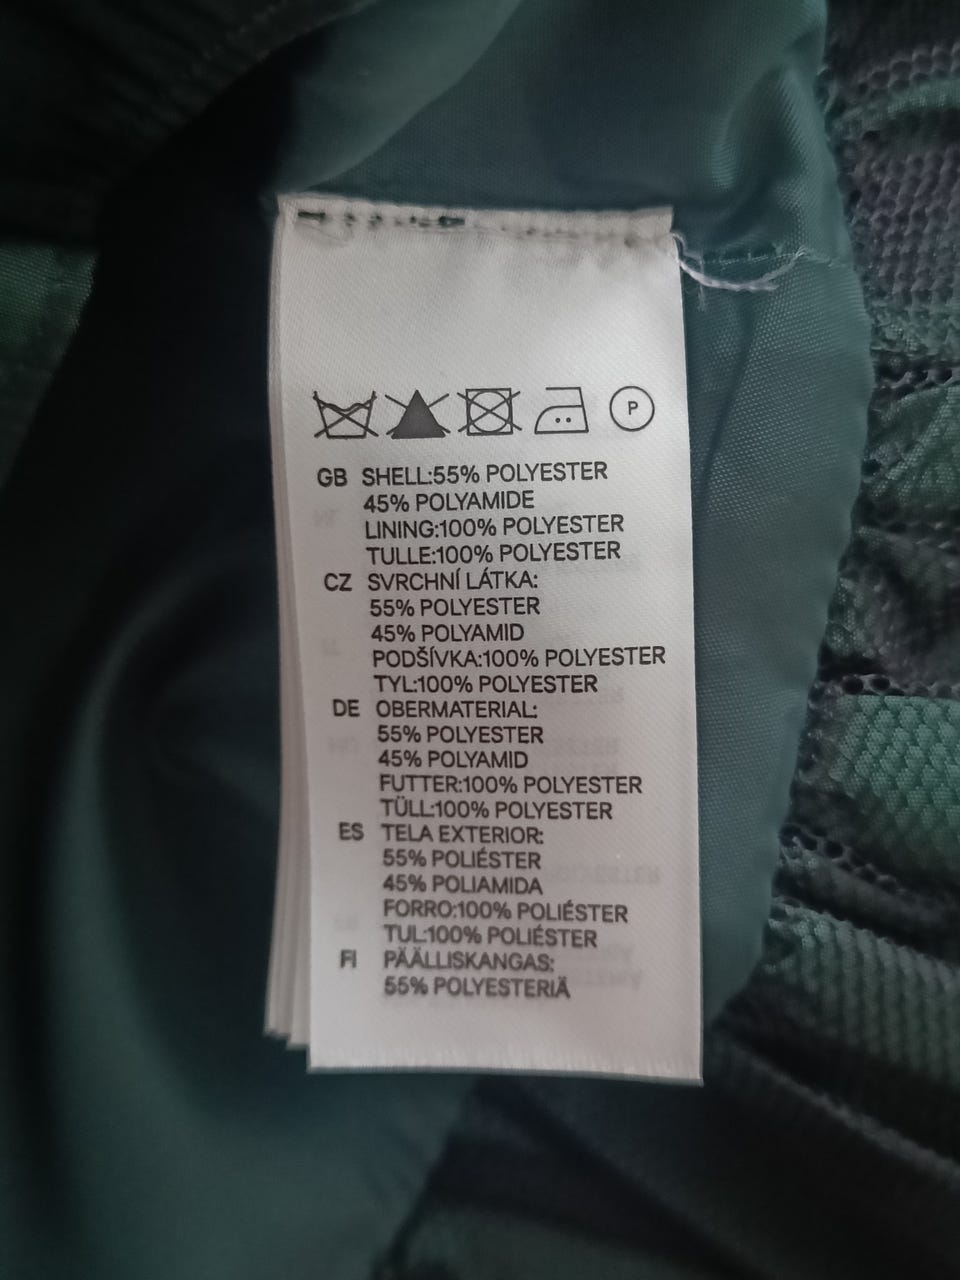 P
GB SHELL:55% POLYESTER
45% POLYAMIDE
LINING:100% POLYESTER
TULLE:100% POLYESTER
CZ SVRCHNÍ LÁTKA:
55% POLYESTER
45% POLYAMID
PODŠÍVKA:100% POLYESTER
TYL:100% POLYESTER
DE OBERMATERIAL:
55% POLYESTER
45% POLYAMID
FUTTER:100% POLYESTER
TÜLL:100% POLYESTER
ES TELA EXTERIOR:
55% POLIÉSTER
45% POLIAMIDA
FORRO:100% POLIÉSTER
TUL:100% POLIÉSTER
FI PÄÄLLISKANGAS:
55% POLYESTERIÄ